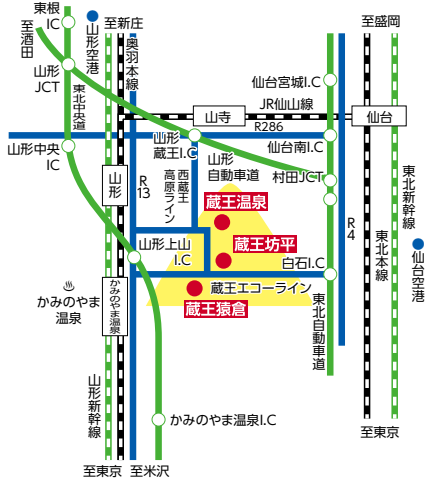 東根
IC
至酒田
山形空港
至新庄
奥羽本線
至盛岡
山形
JCT
東北中央道
仙台宮城I.C
JR仙山線
山寺
仙台
R286
山形中央
IC
山形
蔵王I.C
仙台南I.C
山形
自動車道
村田JCT
山形
R
13
西蔵王
高原ライン
蔵王温泉
R
4
東北本線
東北新幹線
仙台空港
山形上山
I.C
蔵王坊平
白石I.C
かみのやま
温泉
かみのやま温泉
蔵王エコーライン
蔵王猿倉
東北自動車道
山形新幹線
かみのやま温泉I.C
至東京
至米沢
至東京